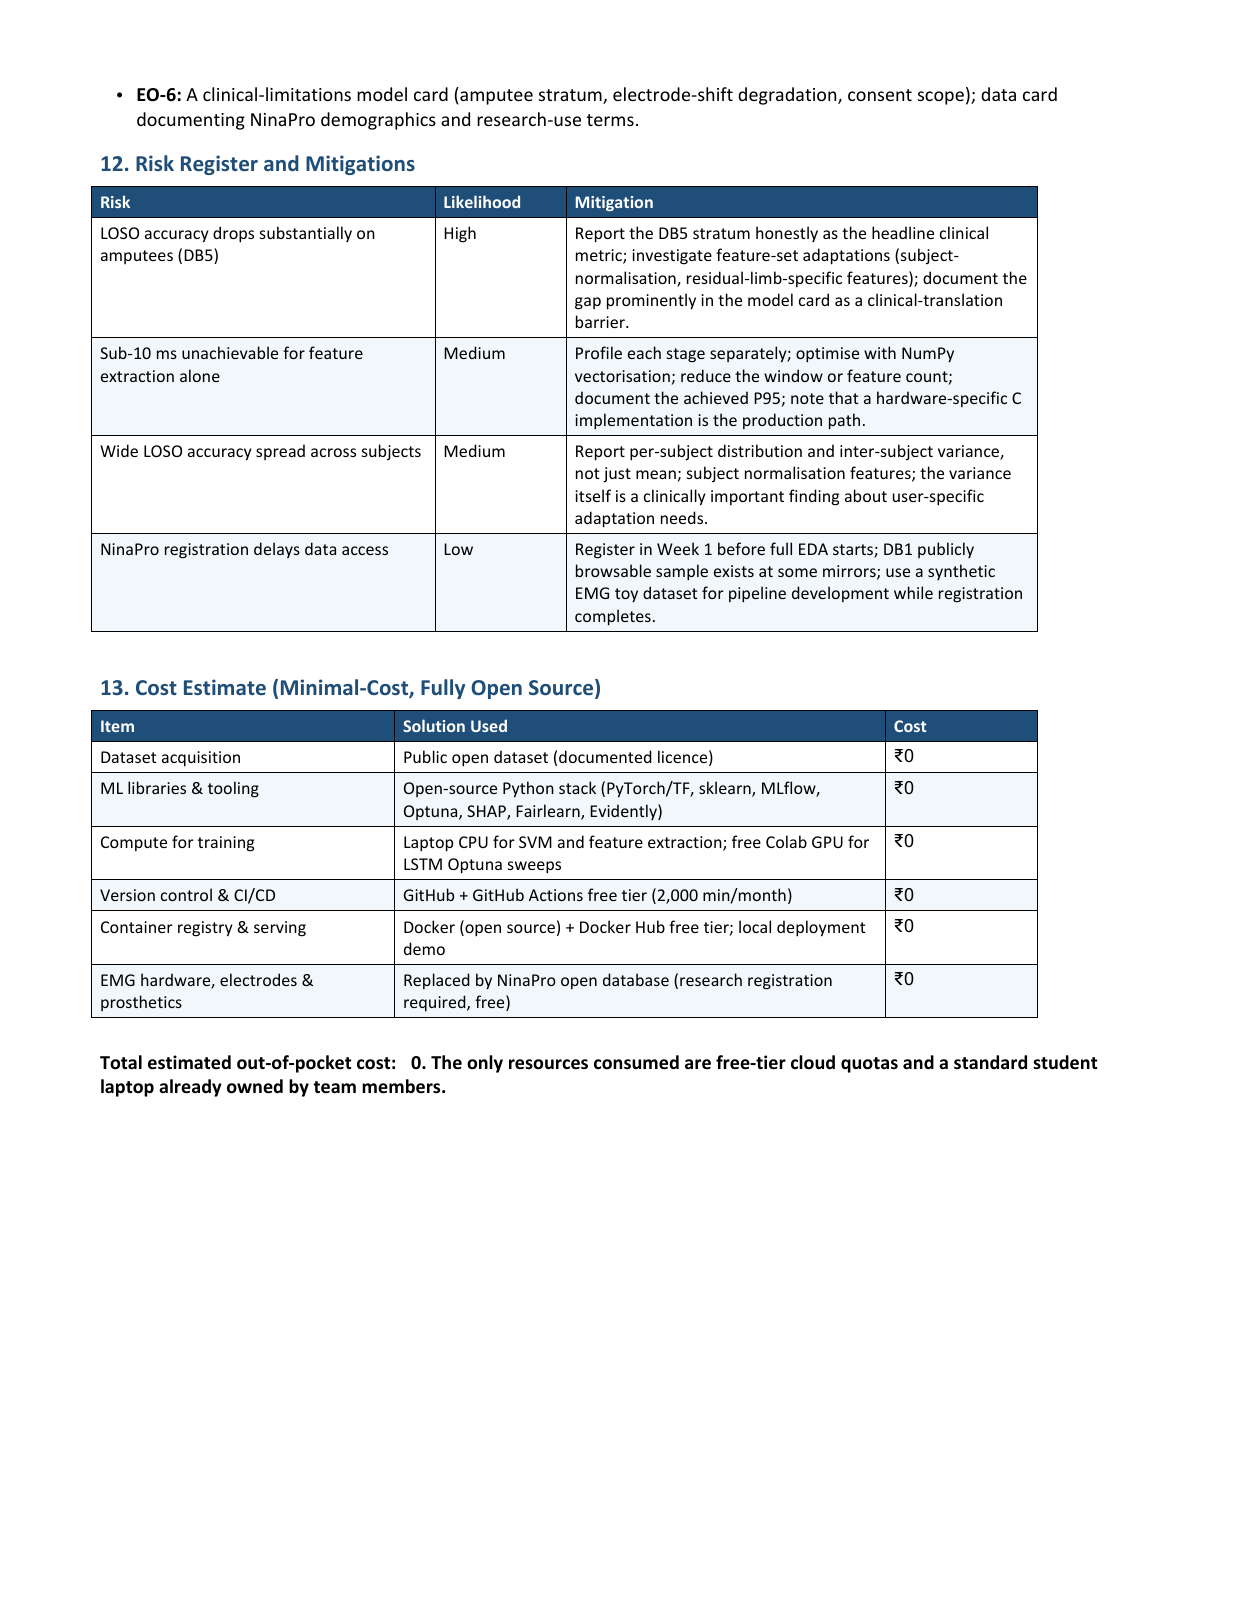 • EO-6: A clinical-limitations model card (amputee stratum, electrode-shift degradation, consent scope); data card
documenting NinaPro demographics and research-use terms.
12. Risk Register and Mitigations
Risk Likelihood Mitigation
LOSO accuracy drops substantially on
amputees (DB5)
High
Report the DB5 stratum honestly as the headline clinical
metric; investigate feature-set adaptations (subject-
normalisation, residual-limb-specific features); document the
gap prominently in the model card as a clinical-translation
barrier.
Sub-10 ms unachievable for feature
extraction alone
Medium
Profile each stage separately; optimise with NumPy
vectorisation; reduce the window or feature count;
document the achieved P95; note that a hardware-specific C
implementation is the production path.
Wide LOSO accuracy spread across subjects
Medium
Report per-subject distribution and inter-subject variance,
not just mean; subject normalisation features; the variance
itself is a clinically important finding about user-specific
adaptation needs.
NinaPro registration delays data access
Low
Register in Week 1 before full EDA starts; DB1 publicly
browsable sample exists at some mirrors; use a synthetic
EMG toy dataset for pipeline development while registration
completes.
13. Cost Estimate (Minimal-Cost, Fully Open Source)
Item Solution Used Cost
Dataset acquisition
Public open dataset (documented licence)
₹0
ML libraries & tooling
Open-source Python stack (PyTorch/TF, sklearn, MLflow,
Optuna, SHAP, Fairlearn, Evidently)
₹0
Compute for training
Laptop CPU for SVM and feature extraction; free Colab GPU for
LSTM Optuna sweeps
₹0
Version control & CI/CD
GitHub + GitHub Actions free tier (2,000 min/month)
₹0
Container registry & serving
Docker (open source) + Docker Hub free tier; local deployment
demo
₹0
EMG hardware, electrodes &
prosthetics
Replaced by NinaPro open database (research registration
required, free)
₹0
Total estimated out-of-pocket cost: 0. The only resources consumed are free-tier cloud quotas and a standard student
laptop already owned by team members.